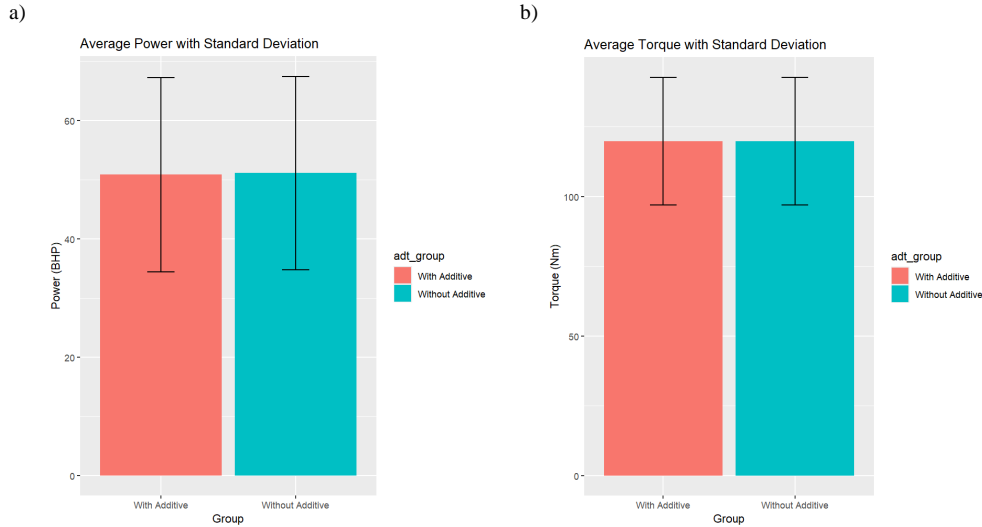 a)
Average Power with Standard Deviation
Power (BHP)
60
40
20
0
With Additive
Without Additive
Group
adt_group
With Additive
Without Additive
b)
Average Torque with Standard Deviation
Torque (Nm)
100
50
0
With Additive
Without Additive
Group
adt_group
With Additive
Without Additive